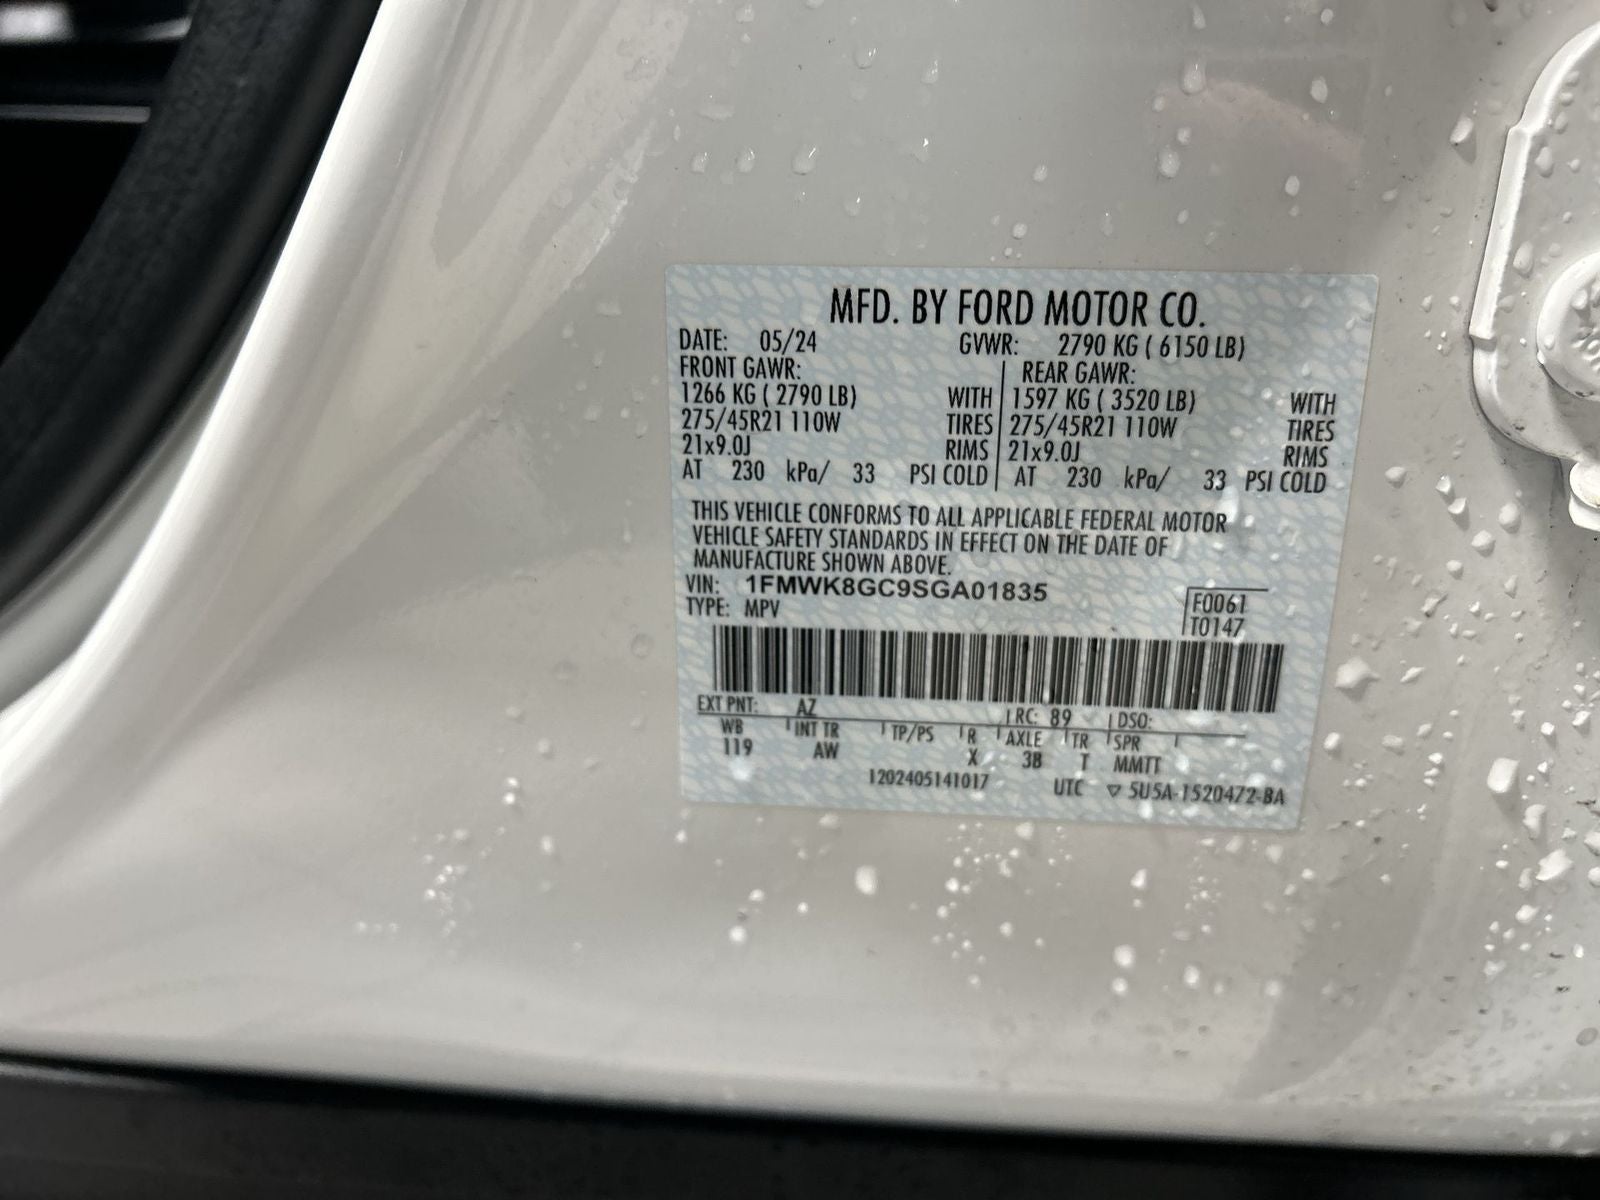 MFD. BY FORD MOTOR CO.
DATE: 05/24 GVWR: 2790 KG ( 6150 LB)
FRONT GAWR: REAR GAWR:
1266 KG ( 2790 LB) WITH 1597 KG ( 3520 LB) WITH
275/45R21 110W TIRES 275/45R21 110W TIRES
21x9.0J RIMS 21x9.0J RIMS
AT 230 kPa/ 33 PSI COLD AT 230 kPa/ 33 PSI COLD
THIS VEHICLE CONFORMS TO ALL APPLICABLE FEDERAL MOTOR
VEHICLE SAFETY STANDARDS IN EFFECT ON THE DATE OF
MANUFACTURE SHOWN ABOVE.
VIN: 1FMWK8GC9SGA01835
TYPE: MPV
F0061
T0147
EXT PNT: AZ RC: 89 DSO:
WB INT TR TP/PS R AXLE TR SPR
119 AW X 3B T MMTT
1202405141017 UTC ▽ 5U5A-1520472-BA